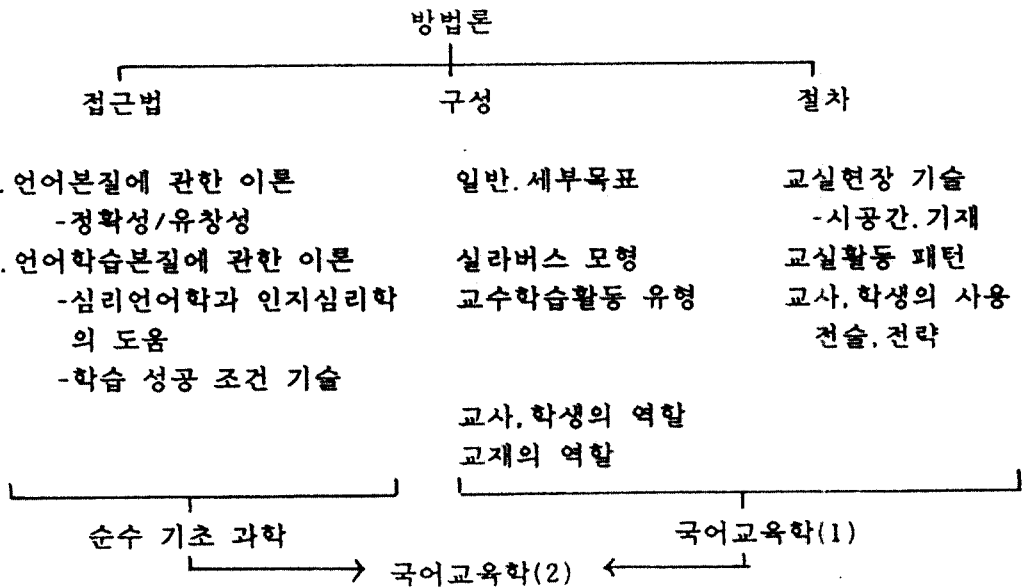 방법론
접근법 구성 절차
.언어본질에 관한 이론 일반.세부목표 교실현장 기술
-정확성/유창성 -시공간.기재
.언어학습본질에 관한 이론 실라버스 모형 교실활동 패턴
-심리언어학과 인지심리학 교수학습활동 유형 교사,학생의 사용
의 도움 전술.전략
-학습 성공 조건 기술
교사,학생의 역할
교재의 역할
순수 기초 과학 국어교육학(1)
국어교육학(2)